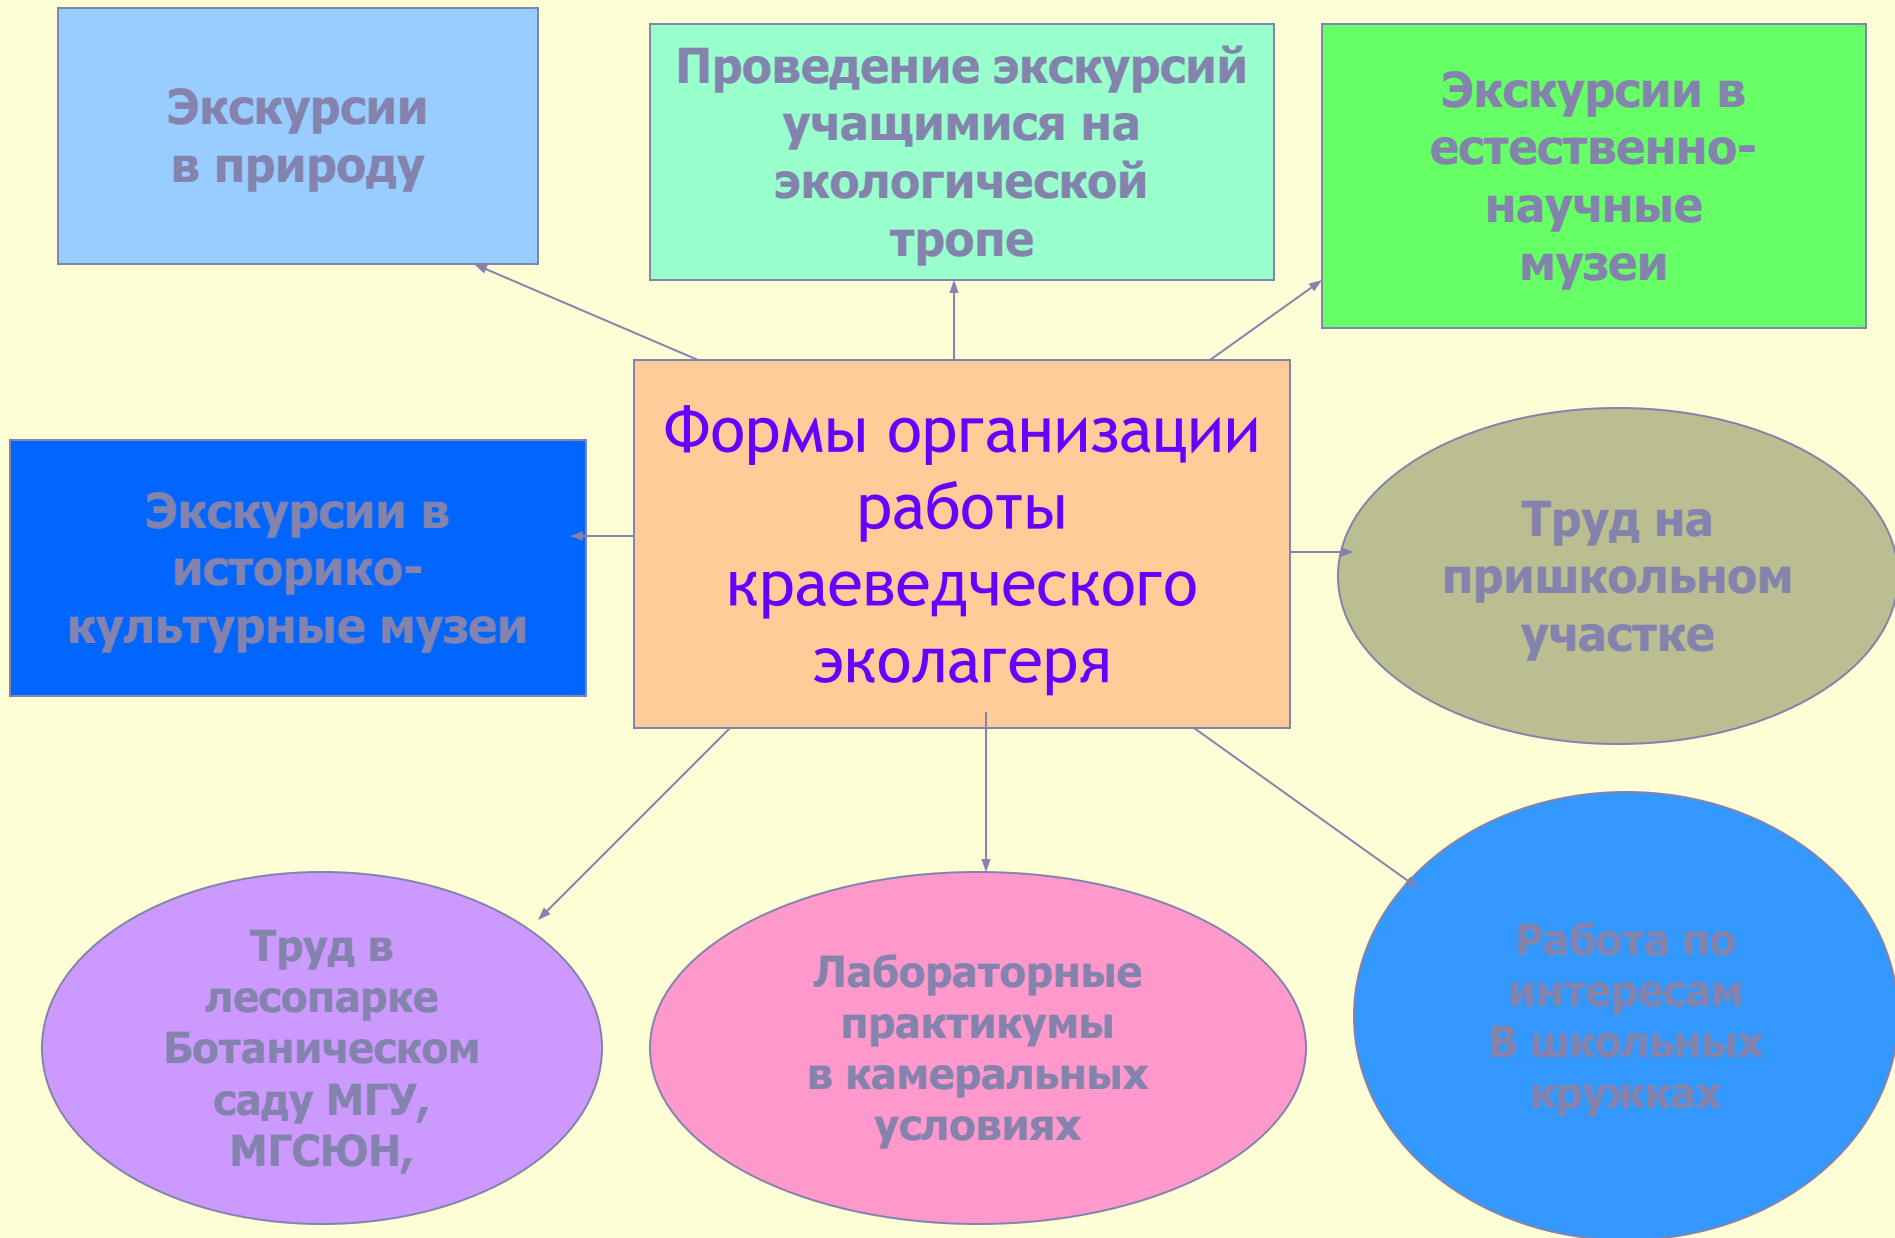 Экскурсии
в природу
Проведение экскурсий
учащимися на
экологической
тропе
Экскурсии в
естественно-
научные
музеи
Экскурсии в
историко-
культурные музеи
Формы организации
работы
краеведческого
эколагеря
Труд на
пришкольном
участке
Труд в
лесопарке
Ботаническом
саду МГУ,
МГСЮН,
Лабораторные
практикумы
в камеральных
условиях
Работа по
интересам
В школьных
кружках